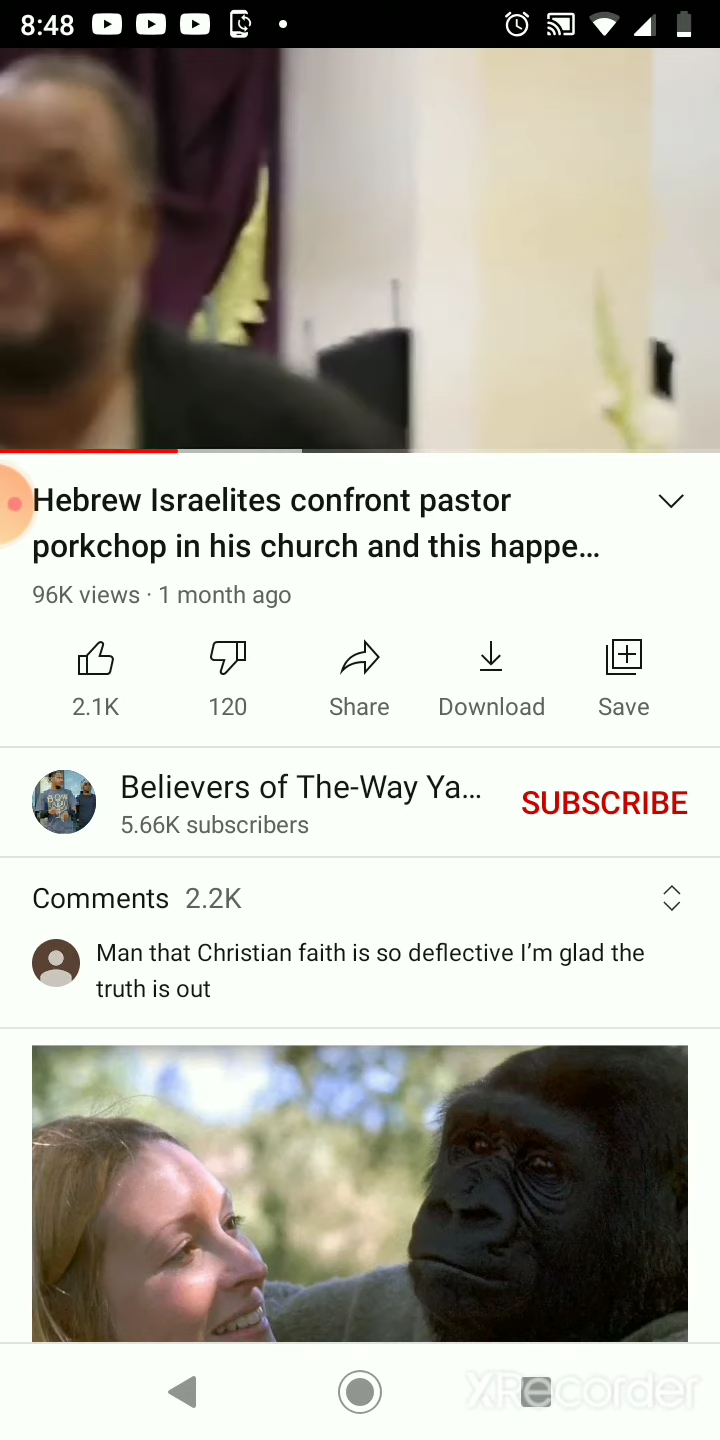 8:48
Hebrew Israelites confront pastor
porkchop in his church and this happe...
96K views · 1 month ago
2.1K
120
Share
Download
Save
Believers of The-Way Ya...
SUBSCRIBE
5.66K subscribers
Comments 2.2K
Man that Christian faith is so deflective I'm glad the
truth is out
XRecorder